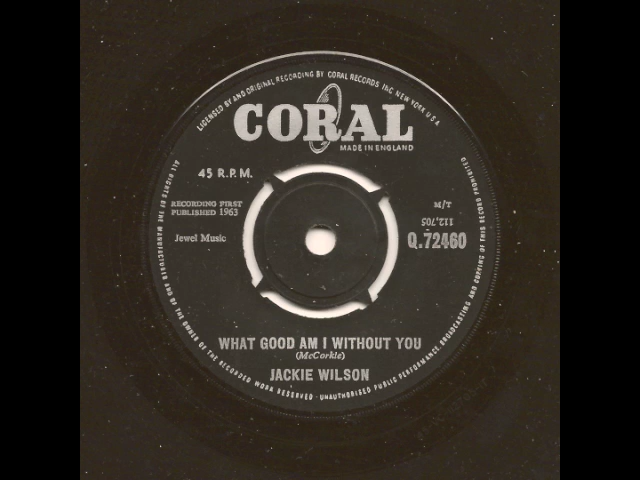 LICENSED BY AND ORIGINAL RECORDING BY CORAL RECORDS INC NEW YORK U.S.A.
CORAL
MADE IN ENGLAND
45 R.P.M.
RECORDING FIRST
PUBLISHED 1963
Jewel Music
M/T
112,705
Q.72460
WHAT GOOD AM I WITHOUT YOU
(McCorkle)
JACKIE WILSON
ALL RIGHTS OF THE MANUFACTURER AND OF THE OWNER OF THE RECORDED WORK RESERVED · UNAUTHORISED PUBLIC PERFORMANCE, BROADCASTING AND COPYING OF THIS RECORD PROHIBITED